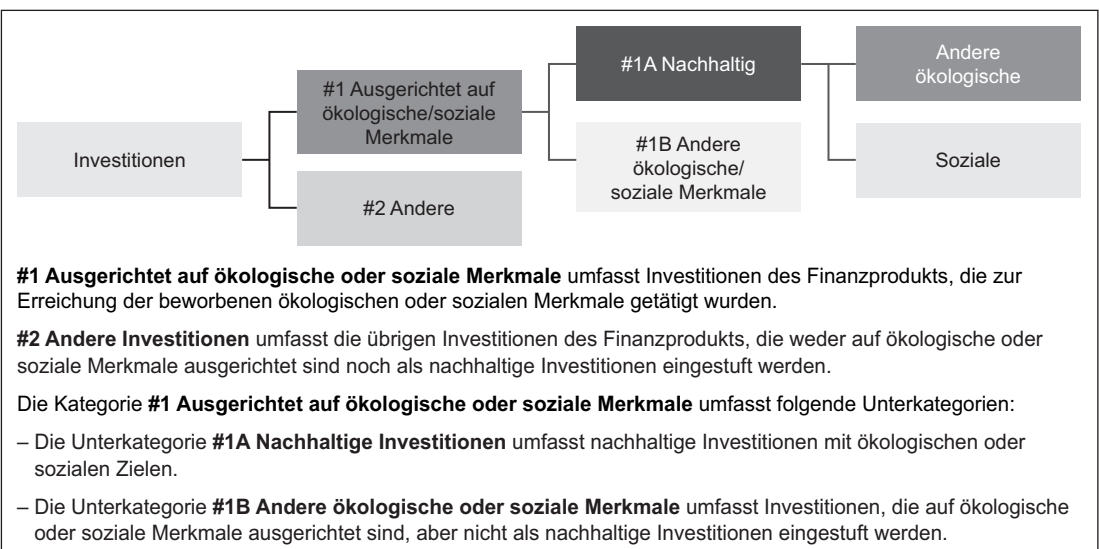 #1A Nachhaltig
Andere
ökologische
#1 Ausgerichtet auf
ökologische/soziale
Merkmale
Investitionen
#1B Andere
ökologische/
soziale Merkmale
Soziale
#2 Andere
#1 Ausgerichtet auf ökologische oder soziale Merkmale umfasst Investitionen des Finanzprodukts, die zur
Erreichung der beworbenen ökologischen oder sozialen Merkmale getätigt wurden.
#2 Andere Investitionen umfasst die übrigen Investitionen des Finanzprodukts, die weder auf ökologische oder
soziale Merkmale ausgerichtet sind noch als nachhaltige Investitionen eingestuft werden.
Die Kategorie #1 Ausgerichtet auf ökologische oder soziale Merkmale umfasst folgende Unterkategorien:
– Die Unterkategorie #1A Nachhaltige Investitionen umfasst nachhaltige Investitionen mit ökologischen oder
sozialen Zielen.
– Die Unterkategorie #1B Andere ökologische oder soziale Merkmale umfasst Investitionen, die auf ökologische
oder soziale Merkmale ausgerichtet sind, aber nicht als nachhaltige Investitionen eingestuft werden.